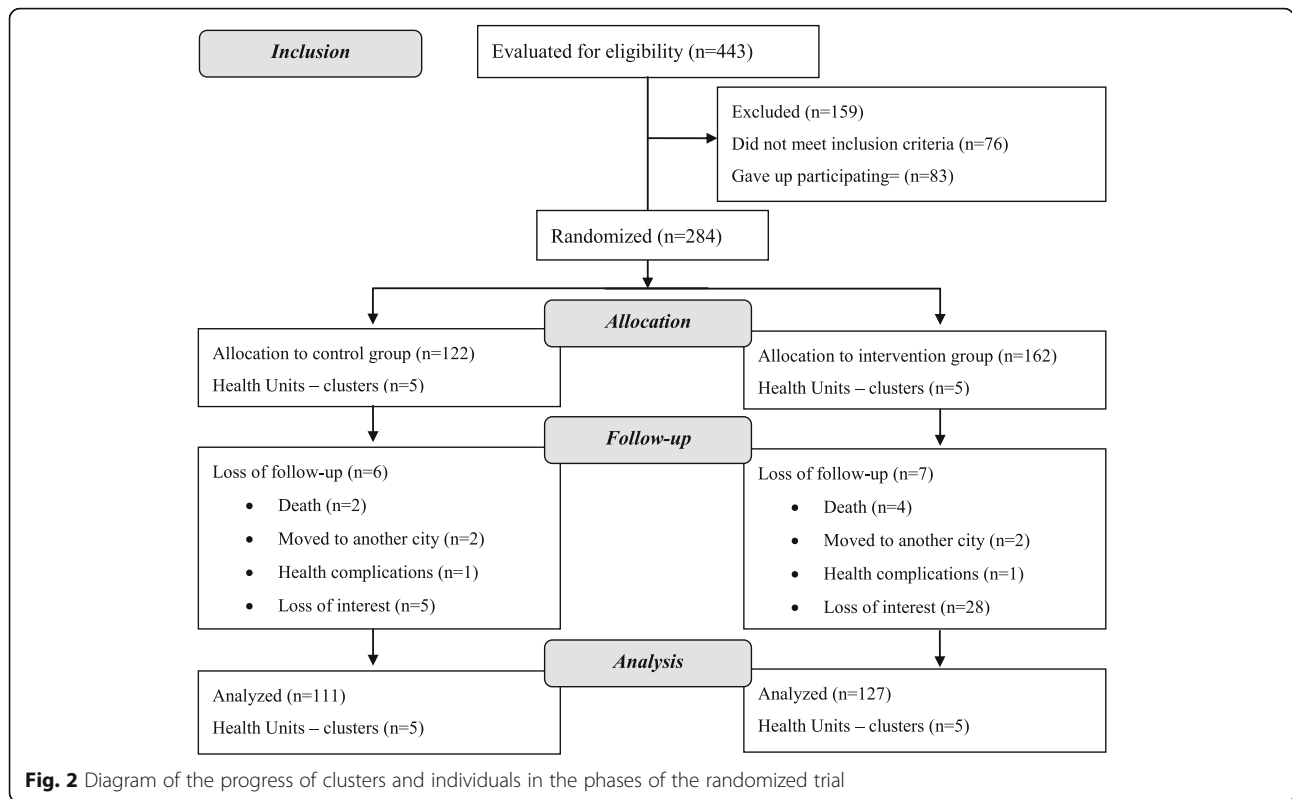 Inclusion
Evaluated for eligibility (n=443)
Excluded (n=159)
Did not meet inclusion criteria (n=76)
Gave up participating= (n=83)
Randomized (n=284)
Allocation
Allocation to control group (n=122)
Health Units – clusters (n=5)
Allocation to intervention group (n=162)
Health Units – clusters (n=5)
Follow-up
Loss of follow-up (n=6)
• Death (n=2)
• Moved to another city (n=2)
• Health complications (n=1)
• Loss of interest (n=5)
Loss of follow-up (n=7)
• Death (n=4)
• Moved to another city (n=2)
• Health complications (n=1)
• Loss of interest (n=28)
Analysis
Analyzed (n=111)
Health Units – clusters (n=5)
Analyzed (n=127)
Health Units – clusters (n=5)
Fig. 2 Diagram of the progress of clusters and individuals in the phases of the randomized trial